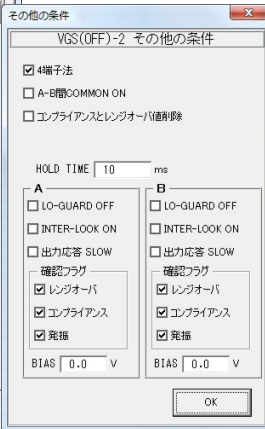 その他の条件
VGS(OFF)-2 その他の条件
4端子法
A-B間COMMON ON
コンプライアンスとレンジオーバ値削除
HOLD TIME 10 ms
A
LO-GUARD OFF
INTER-LOOK ON
出力応答 SLOW
確認フラグ
レンジオーバ
コンプライアンス
発振
BIAS 0.0 V
B
LO-GUARD OFF
INTER-LOOK ON
出力応答 SLOW
確認フラグ
レンジオーバ
コンプライアンス
発振
BIAS 0.0 V
OK